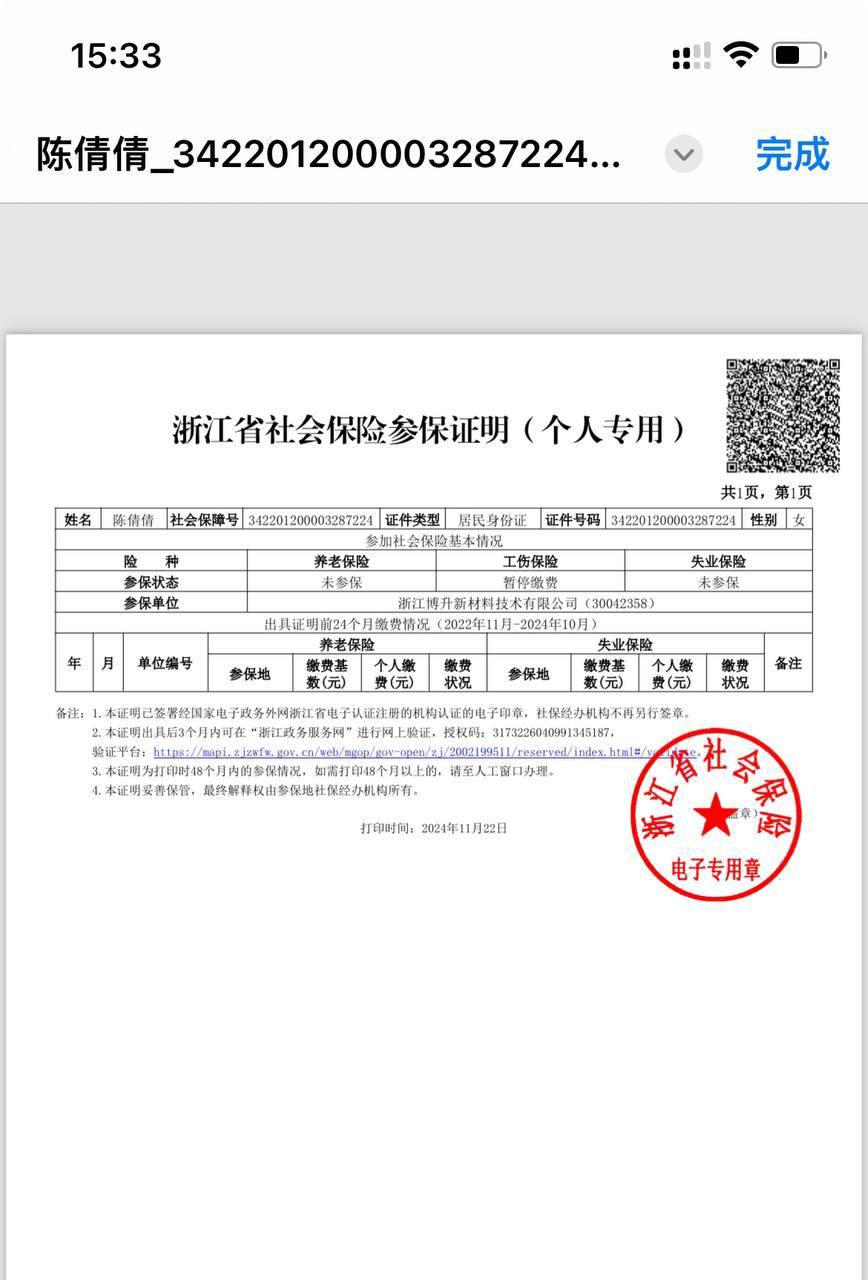 15:33
陈倩倩_342201200003287224... 完成
浙江省社会保险参保证明（个人专用）
共1页，第1页
姓名 陈倩倩 社会保障号 342201200003287224 证件类型 居民身份证 证件号码 342201200003287224 性别 女
参加社会保险基本情况
险 种 养老保险 工伤保险 失业保险
参保状态 未参保 暂停缴费 未参保
参保单位 浙江博升新材料技术有限公司（30042358）
出具证明前24个月缴费情况（2022年11月-2024年10月）
年 月 单位编号 养老保险 失业保险 备注
参保地 缴费基数(元) 个人缴费(元) 缴费状况 参保地 缴费基数(元) 个人缴费(元) 缴费状况
备注：1. 本证明已签署经国家电子政务外网浙江省电子认证注册的机构认证的电子印章，社保经办机构不再另行签章。
2. 本证明出具后3个月内可在“浙江政务服务网”进行网上验证，授权码：3173226040991345187，
验证平台：https://mapi.zjzwfw.gov.cn/web/mgop/gov-open/zj/2002199511/reserved/index.html#/validate。
3. 本证明为打印时48个月内的参保情况，如需打印48个月以上的，请至人工窗口办理。
4. 本证明妥善保管，最终解释权由参保地社保经办机构所有。
盖章）
打印时间：2024年11月22日
浙江省社会保险
电子专用章